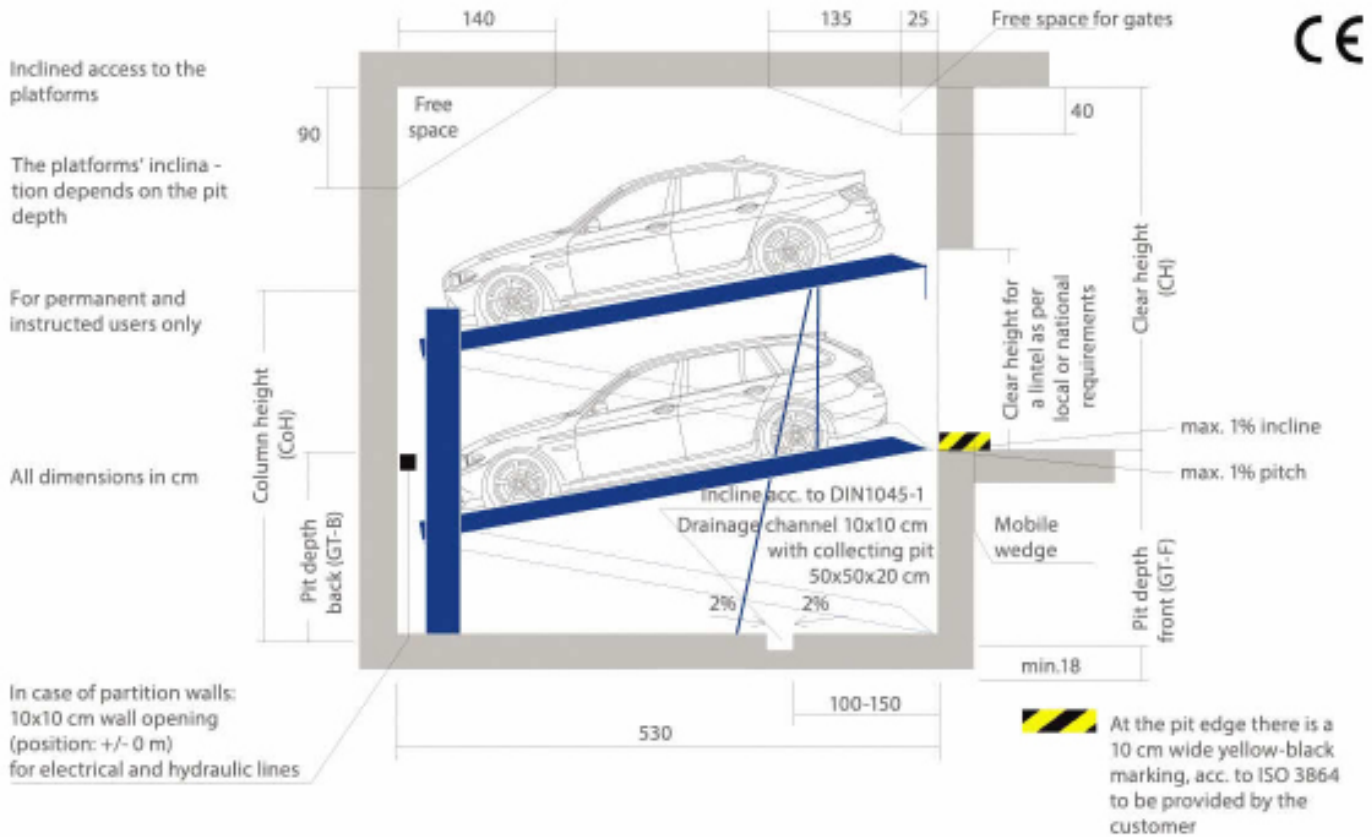 140
135
25
Free space for gates
CE
Inclined access to the
platforms
Free
space
90
40
The platforms' inclina -
tion depends on the pit
depth
For permanent and
instructed users only
Clear height
(CH)
Clear height for
a lintel as per
local or national
requirements
Column height
(CoH)
max. 1% incline
max. 1% pitch
All dimensions in cm
Incline acc. to DIN1045-1
Drainage channel 10x10 cm
with collecting pit
50x50x20 cm
Mobile
wedge
Pit depth
back (GT-B)
Pit depth
front (GT-F)
2%
2%
min.18
In case of partition walls:
10x10 cm wall opening
(position: +/- 0 m)
for electrical and hydraulic lines
100-150
530
At the pit edge there is a
10 cm wide yellow-black
marking, acc. to ISO 3864
to be provided by the
customer